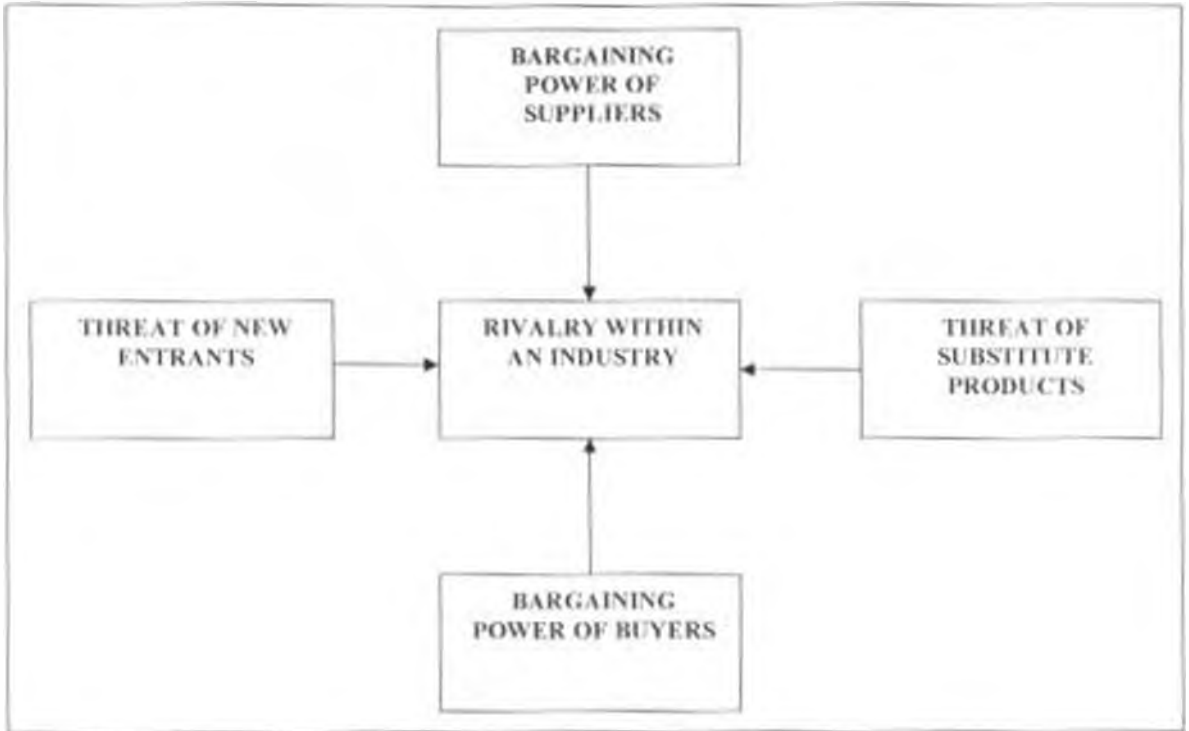 BARGAINING
POWER OF
SUPPLIERS
THREAT OF NEW
ENTRANTS
RIVALRY WITHIN
AN INDUSTRY
THREAT OF
SUBSTITUTE
PRODUCTS
BARGAINING
POWER OF BUYERS